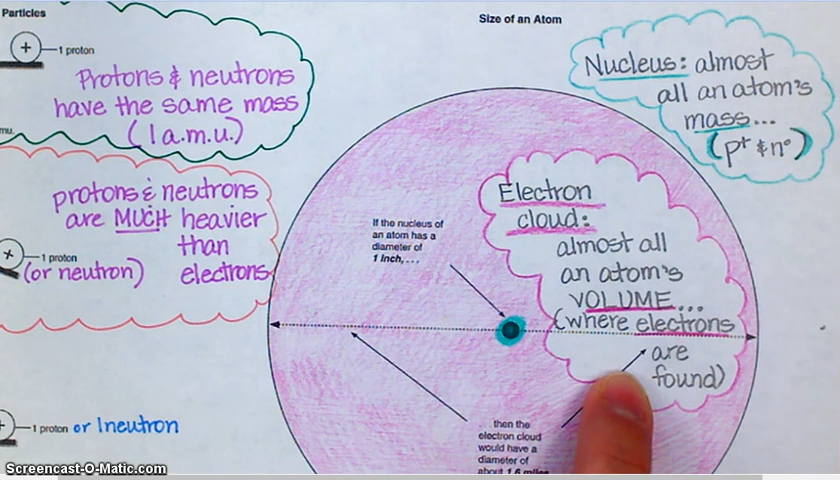 Particles
Size of an Atom
+
1 proton
Protons & neutrons
have the same mass
(1 a.m.u.)
mu.
Nucleus: almost
all an atom's
mass...
(p+ & n°)
protons & neutrons
are MUCH heavier
than
electrons
1 proton
(or neutron)
If the nucleus of
an atom has a
diameter of
1 inch, . . .
Electron
cloud:
almost all
an atom's
VOLUME...
(where electrons
are
found)
1 proton or 1neutron
then the
electron cloud
would have a
diameter of
about 1.6 miles
Screencast-O-Matic.com